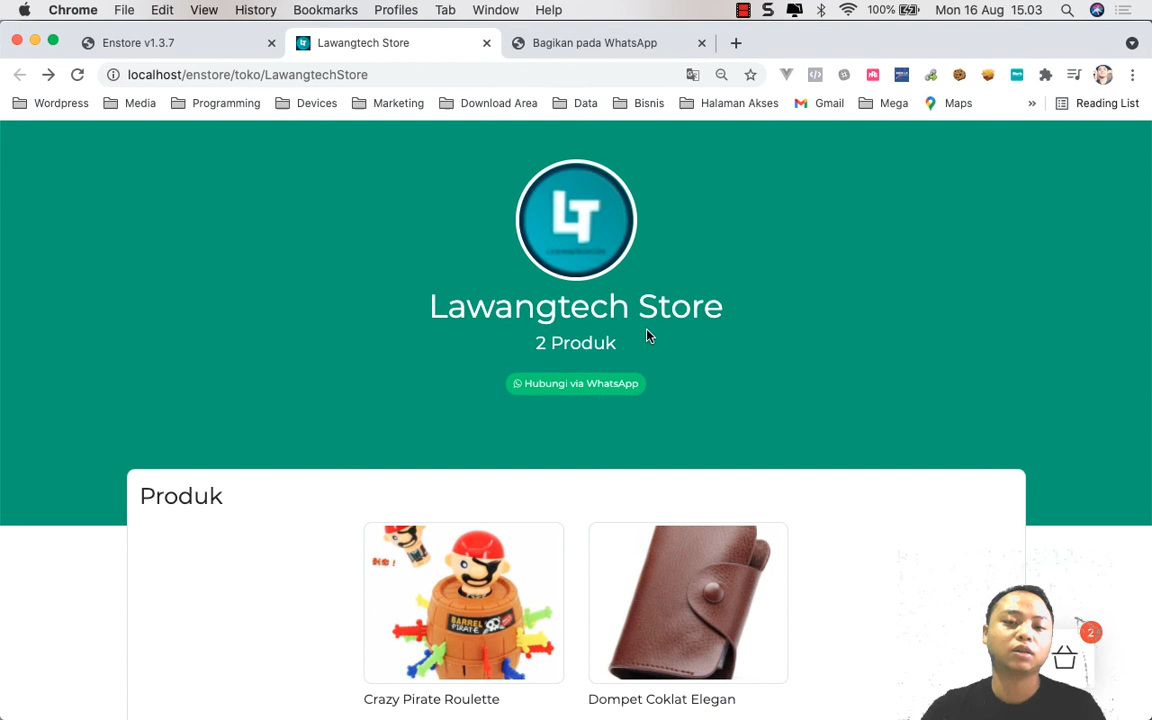 Chrome File Edit View History Bookmarks Profiles Tab Window Help 100% Mon 16 Aug 15.03
Enstore v1.3.7 Lawangtech Store Bagikan pada WhatsApp
localhost/enstore/toko/LawangtechStore
Wordpress Media Programming Devices Marketing Download Area Data Bisnis Halaman Akses Gmail Mega Maps » Reading List
LT
Lawangtech Store
2 Produk
Hubungi via WhatsApp
Produk
BARREL
PIRATE
Crazy Pirate Roulette Dompet Coklat Elegan
2